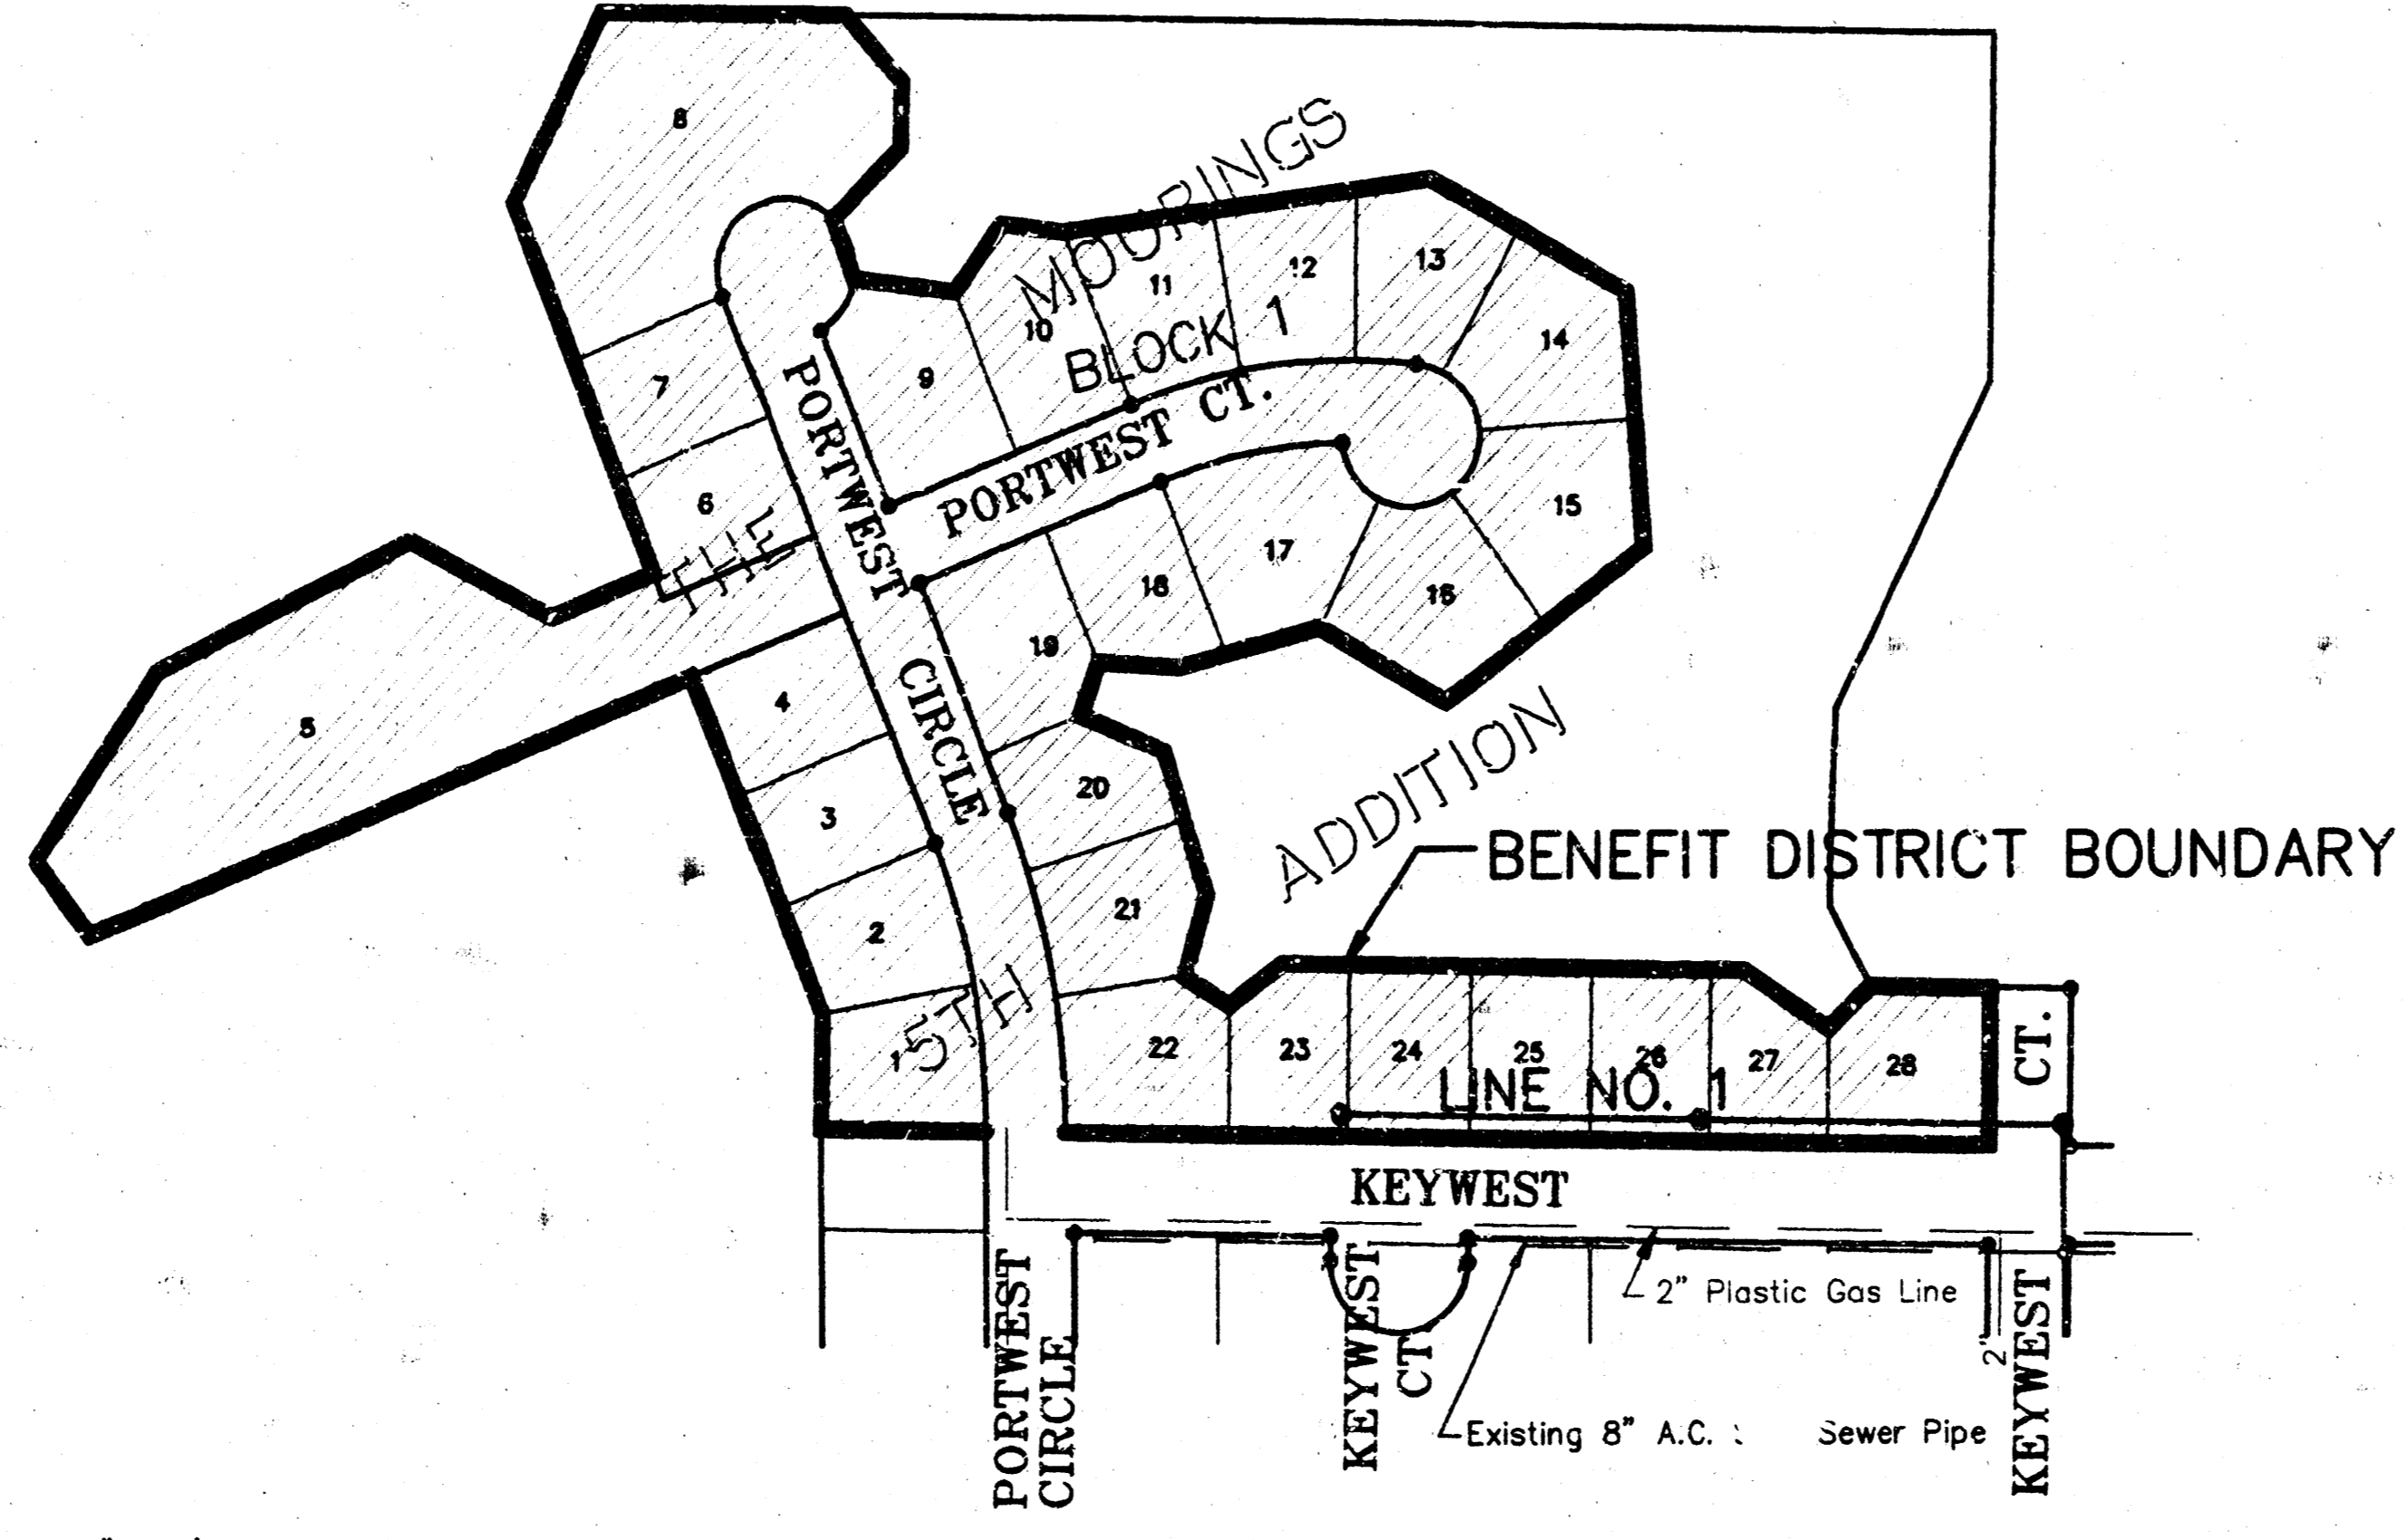 8
MOORINGS
13
12
11
14
10
BLOCK 1
9
7
PORTWEST CT.
PORTWEST CIRCLE
6
15
THE
17
18
16
19
4
5
ADDITION
20
3
BENEFIT DISTRICT BOUNDARY
21
2
5TH
1
22
23
24
25
26
27
28
CT.
LINE NO. 1
KEYWEST
PORTWEST
CIRCLE
KEYWEST
CT
2" Plastic Gas Line
2"
KEYWEST
Existing 8" A.C. Sewer Pipe